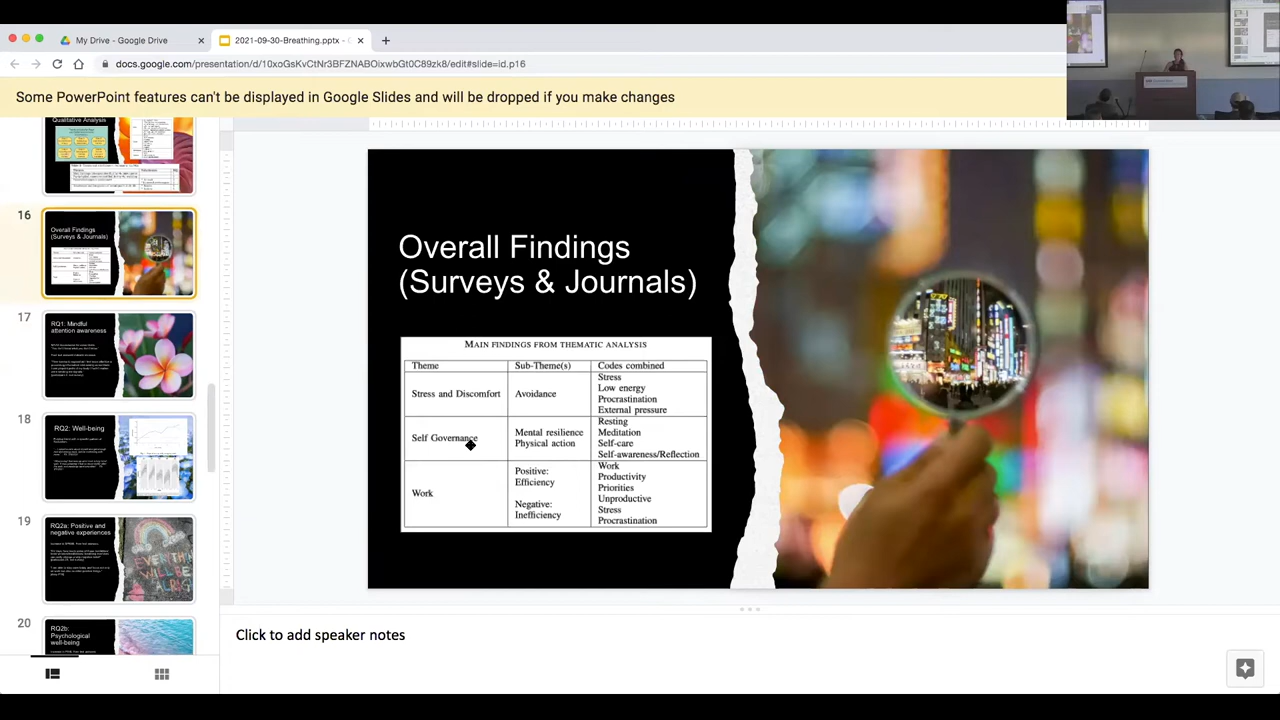 My Drive - Google Drive
2021-09-30-Breathing.pptx -
docs.google.com/presentation/d/10xoGsKvCtNr3BFZNABOixwbGt0C89zk8/edit#slide=id.p16
Some PowerPoint features can't be displayed in Google Slides and will be dropped if you make changes
Qualitative Analysis
16
Overall Findings
(Surveys & Journals)
17
RQ1: Mindful
attention awareness
18
RQ2: Well-being
19
RQ2a: Positive and
negative experiences
20
RQ2b:
Psychological
well-being
Overall Findings
(Surveys & Journals)
MAIN FINDINGS FROM THEMATIC ANALYSIS
Theme Sub-Theme(s) Codes combined
Stress and Discomfort Avoidance Stress
Low energy
Procrastination
External pressure
Self Governance Mental resilience
Physical action
Resting
Meditation
Self-care
Self-awareness/Reflection
Work Positive:
Efficiency
Negative:
Inefficiency
Work
Productivity
Priorities
Unproductive
Stress
Procrastination
Click to add speaker notes